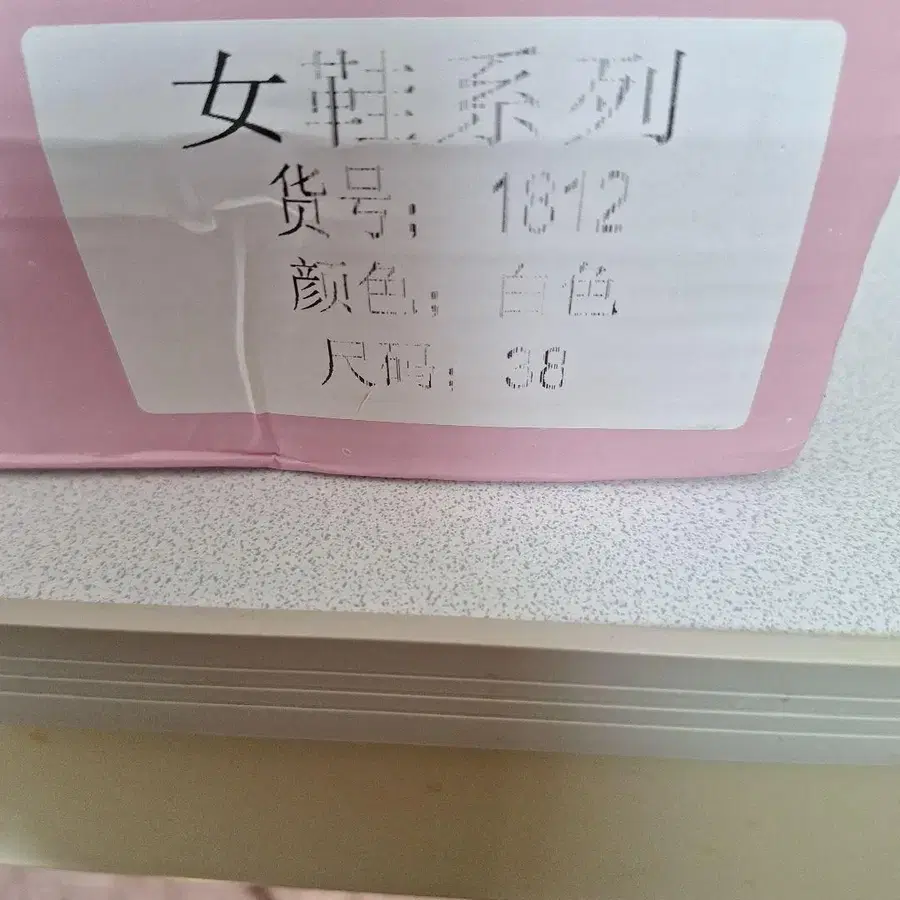 女鞋系列
货号; 1812
颜色; 白色
尺码; 38